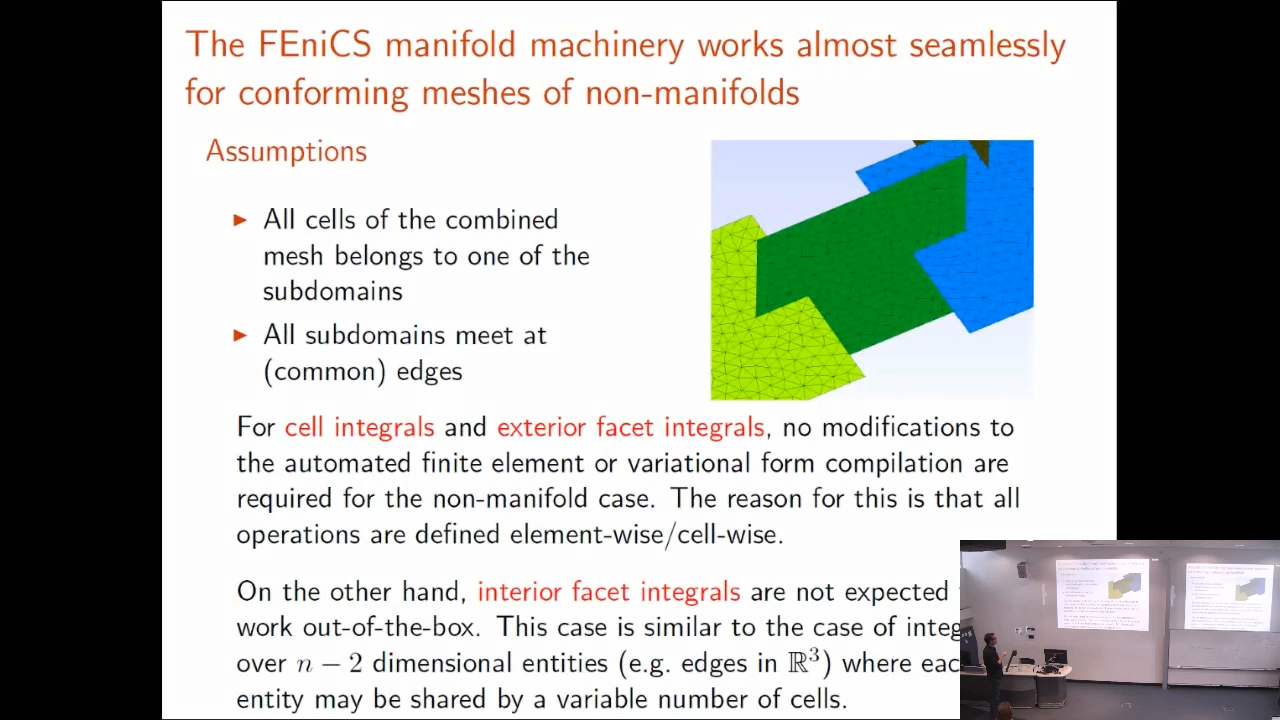 The FEniCS manifold machinery works almost seamlessly
for conforming meshes of non-manifolds
Assumptions
▶ All cells of the combined
mesh belongs to one of the
subdomains
▶ All subdomains meet at
(common) edges
For cell integrals and exterior facet integrals, no modifications to
the automated finite element or variational form compilation are
required for the non-manifold case. The reason for this is that all
operations are defined element-wise/cell-wise.
On the other hand, interior facet integrals are not expected
work out-of-the-box. This case is similar to the case of
over n − 2 dimensional entities (e.g. edges in ℝ³) where
entity may be shared by a variable number of cells.